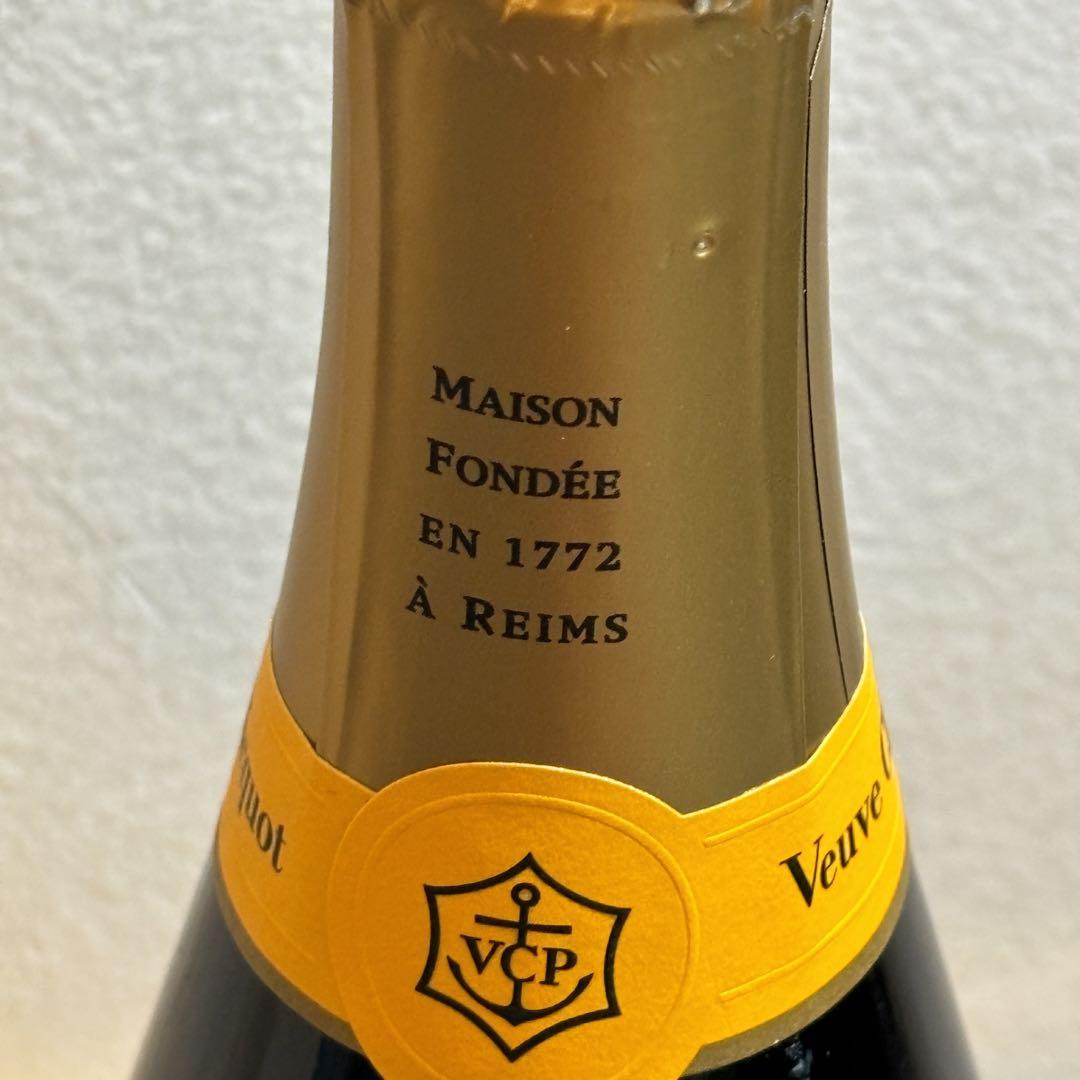 MAISON
FONDÉE
EN 1772
À REIMS
Veuve
VCP